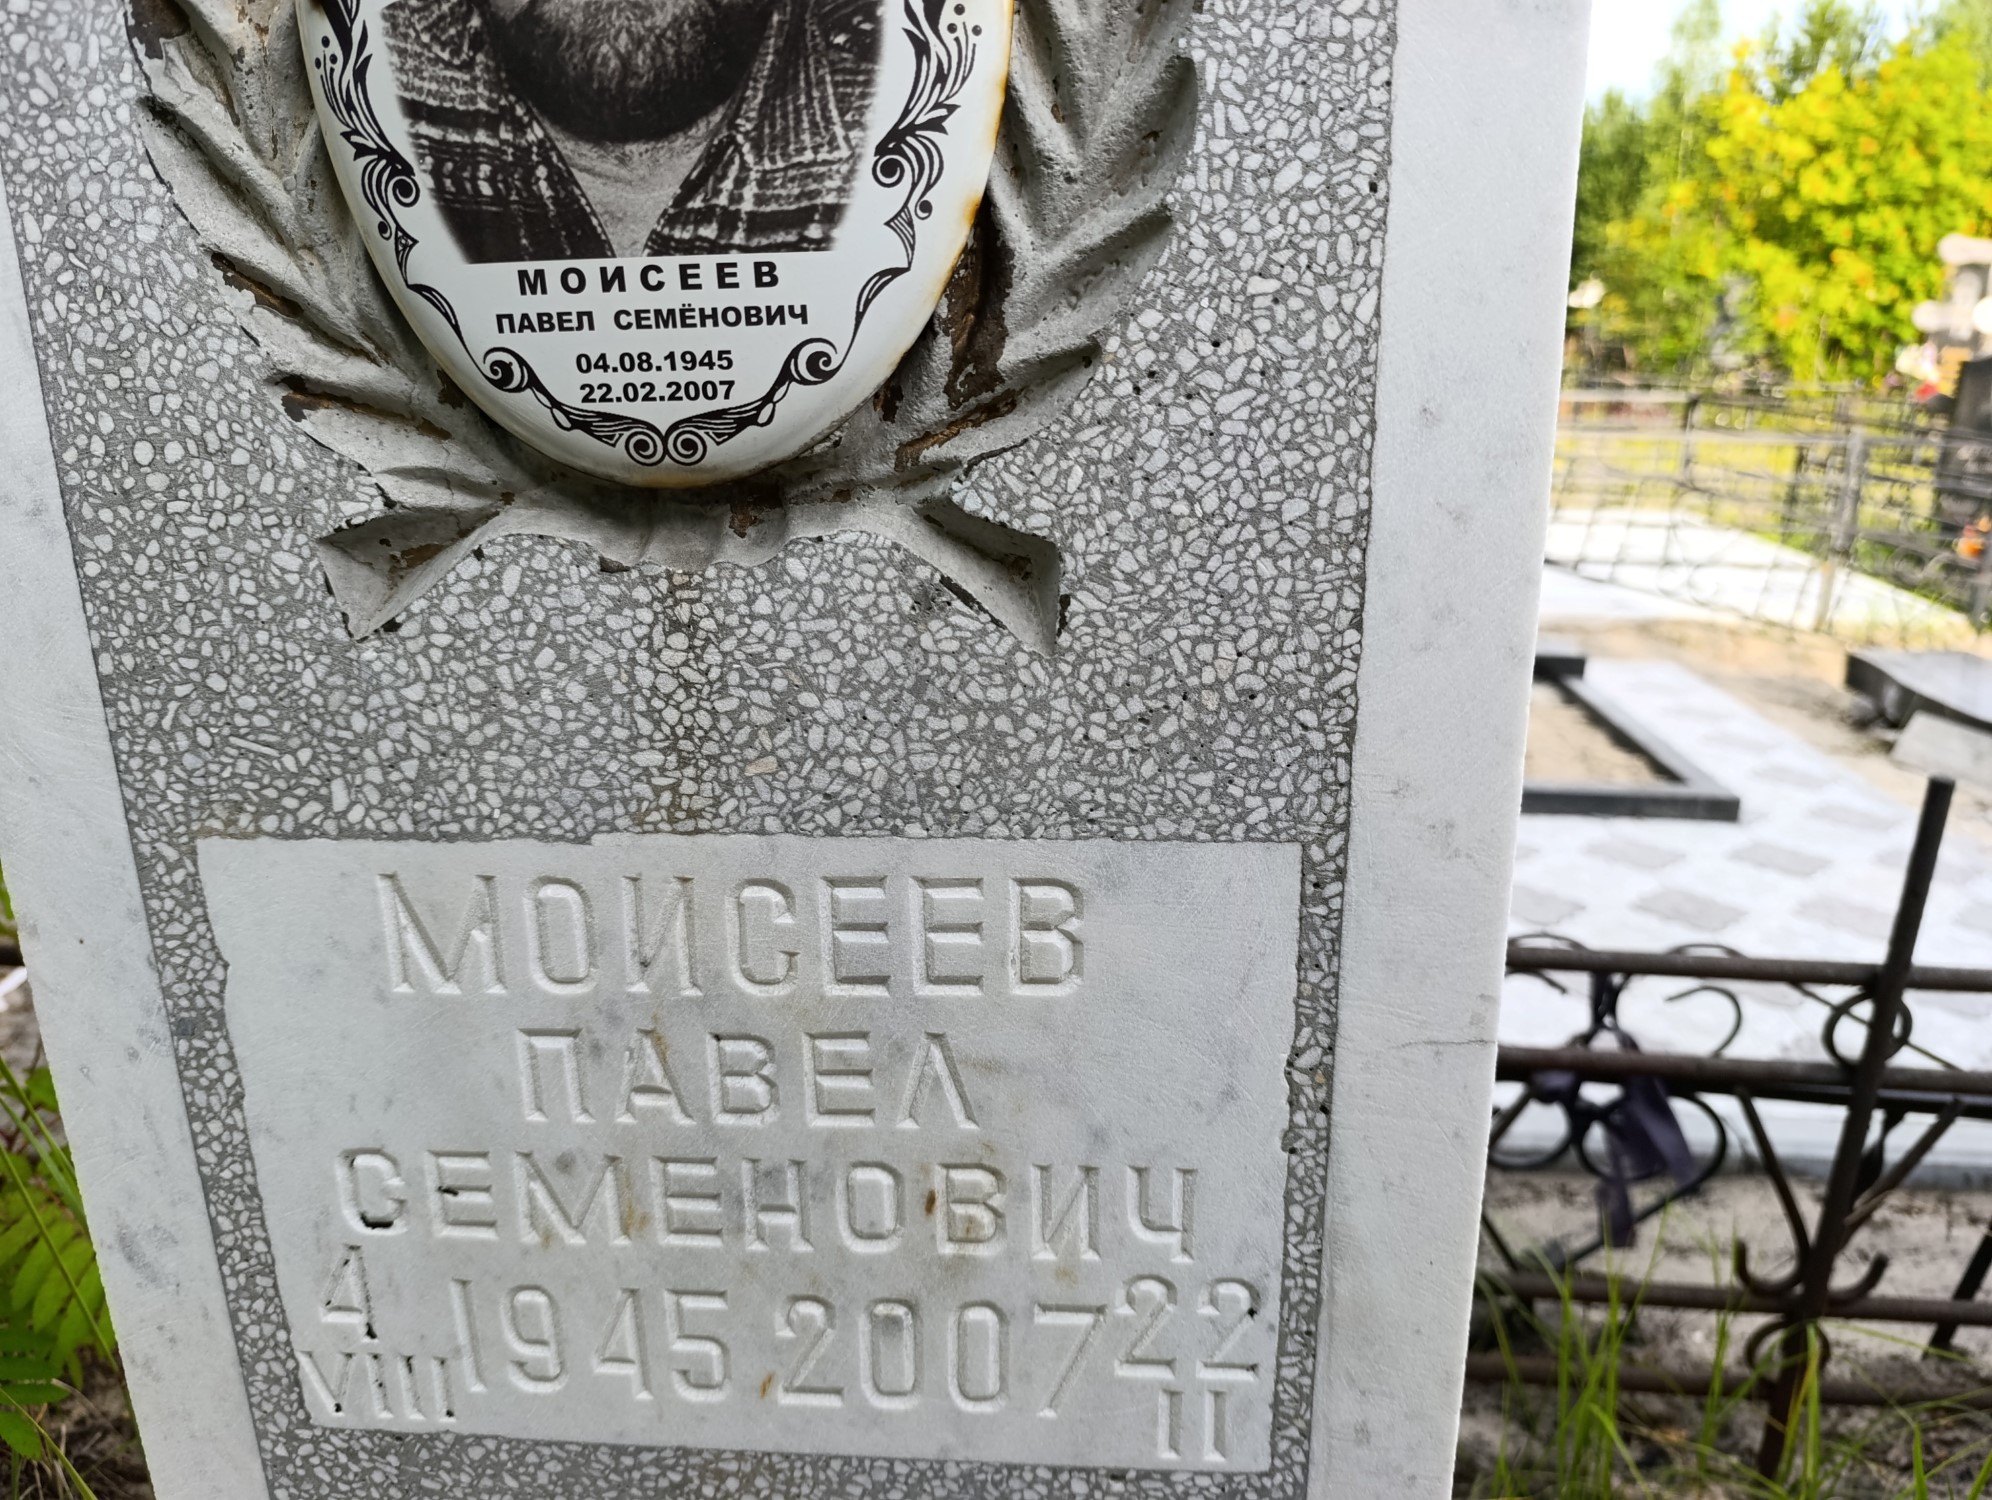 МОИСЕЕВ
ПАВЕЛ СЕМЁНОВИЧ
04.08.1945
22.02.2007
МОИСЕЕВ
ПАВЕЛ
СЕМЕНОВИЧ
4 1945 2007 22
VIII II